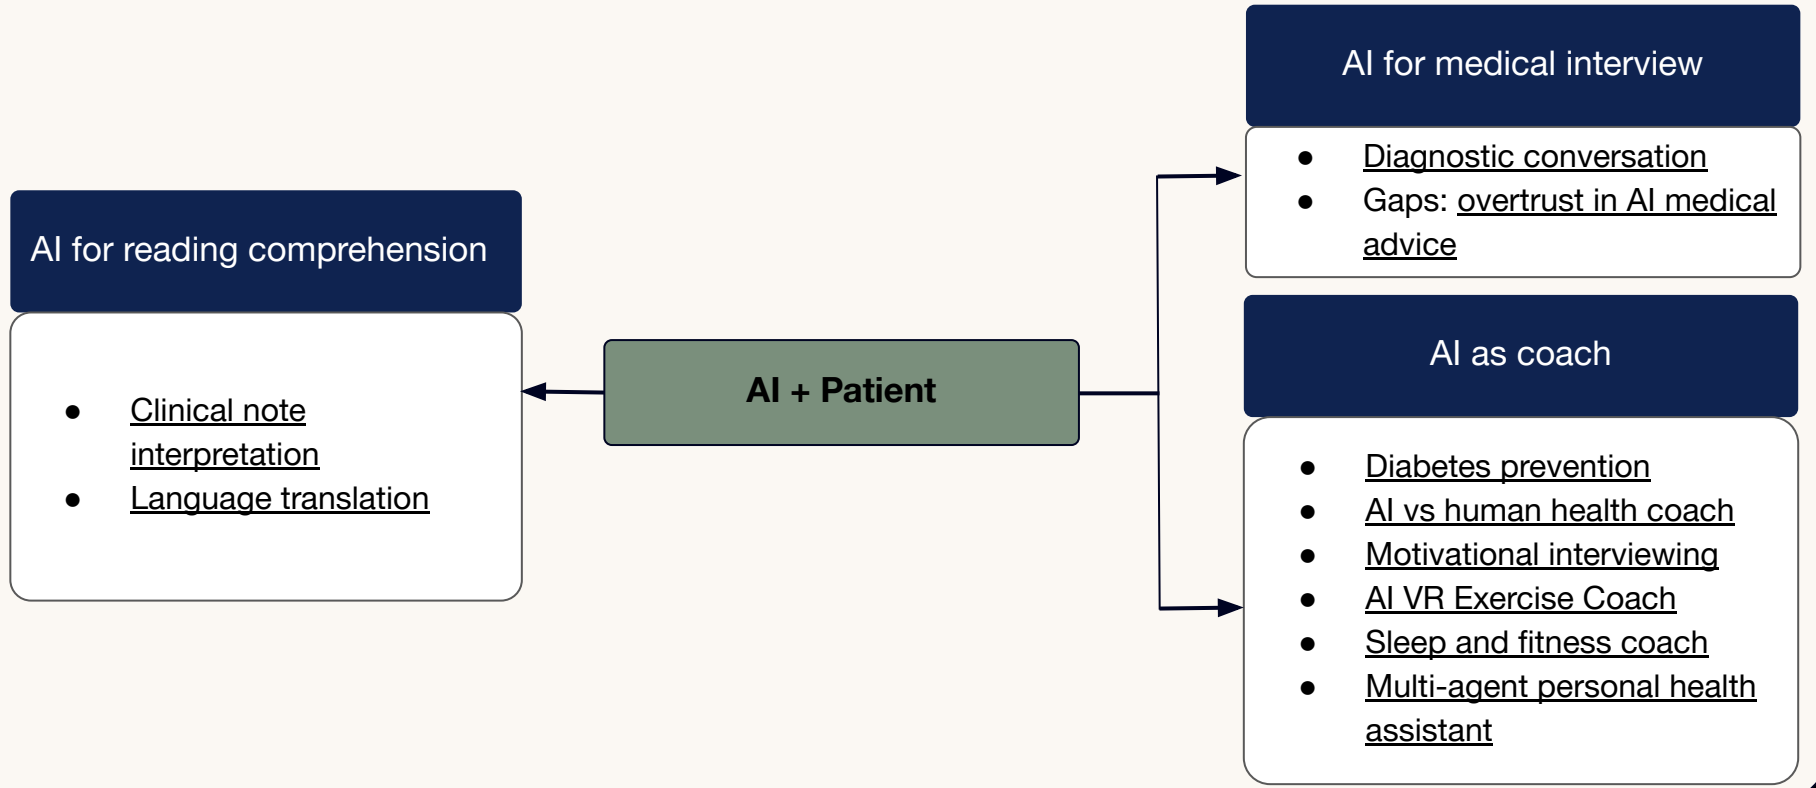 AI for reading comprehension
● Clinical note
interpretation
● Language translation
AI + Patient
AI for medical interview
● Diagnostic conversation
● Gaps: overtrust in AI medical
advice
AI as coach
● Diabetes prevention
● AI vs human health coach
● Motivational interviewing
● AI VR Exercise Coach
● Sleep and fitness coach
● Multi-agent personal health
assistant